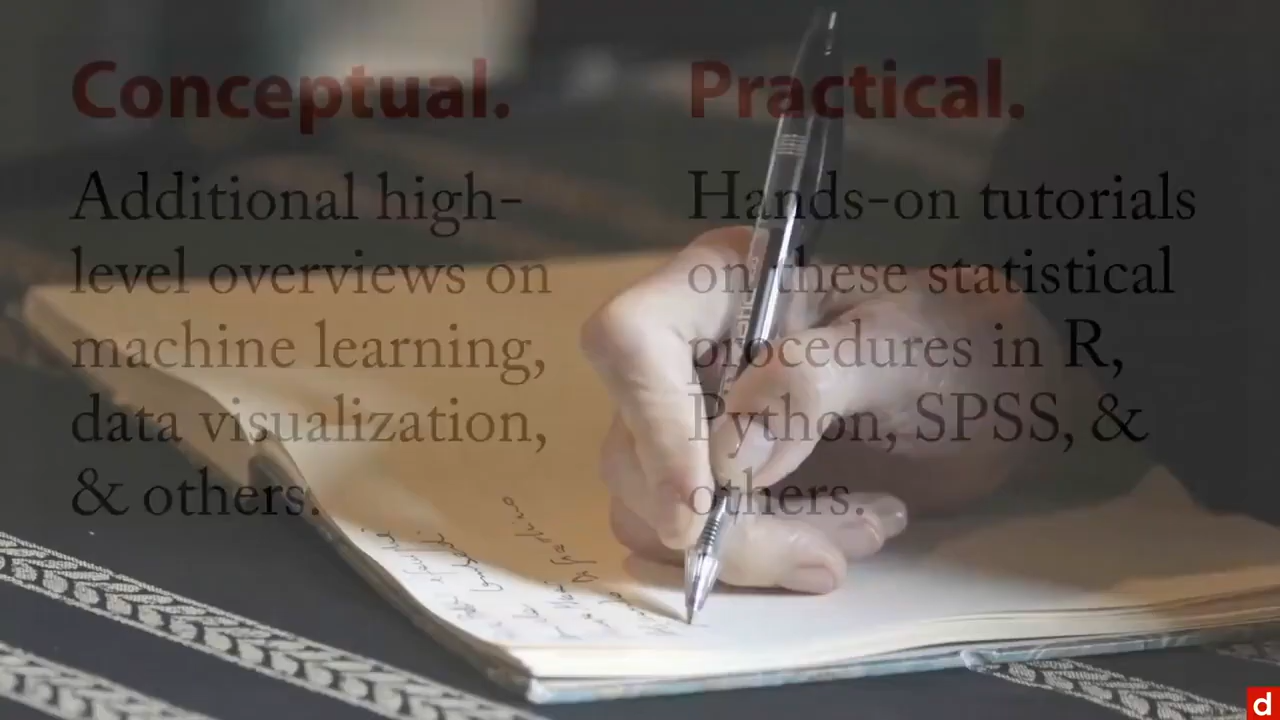 Conceptual.
Additional high-
level overviews on
machine learning,
data visualization,
& others.
Practical.
Hands-on tutorials
on these statistical
procedures in R,
Python, SPSS, &
others.
d